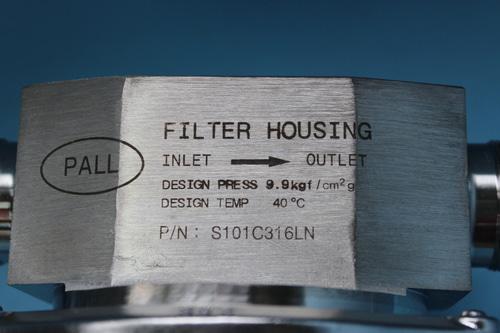 FILTER HOUSING
PALL
INLET → OUTLET
DESIGN PRESS 9.9kgf/cm²g
DESIGN TEMP 40°C
P/N : S101C316LN